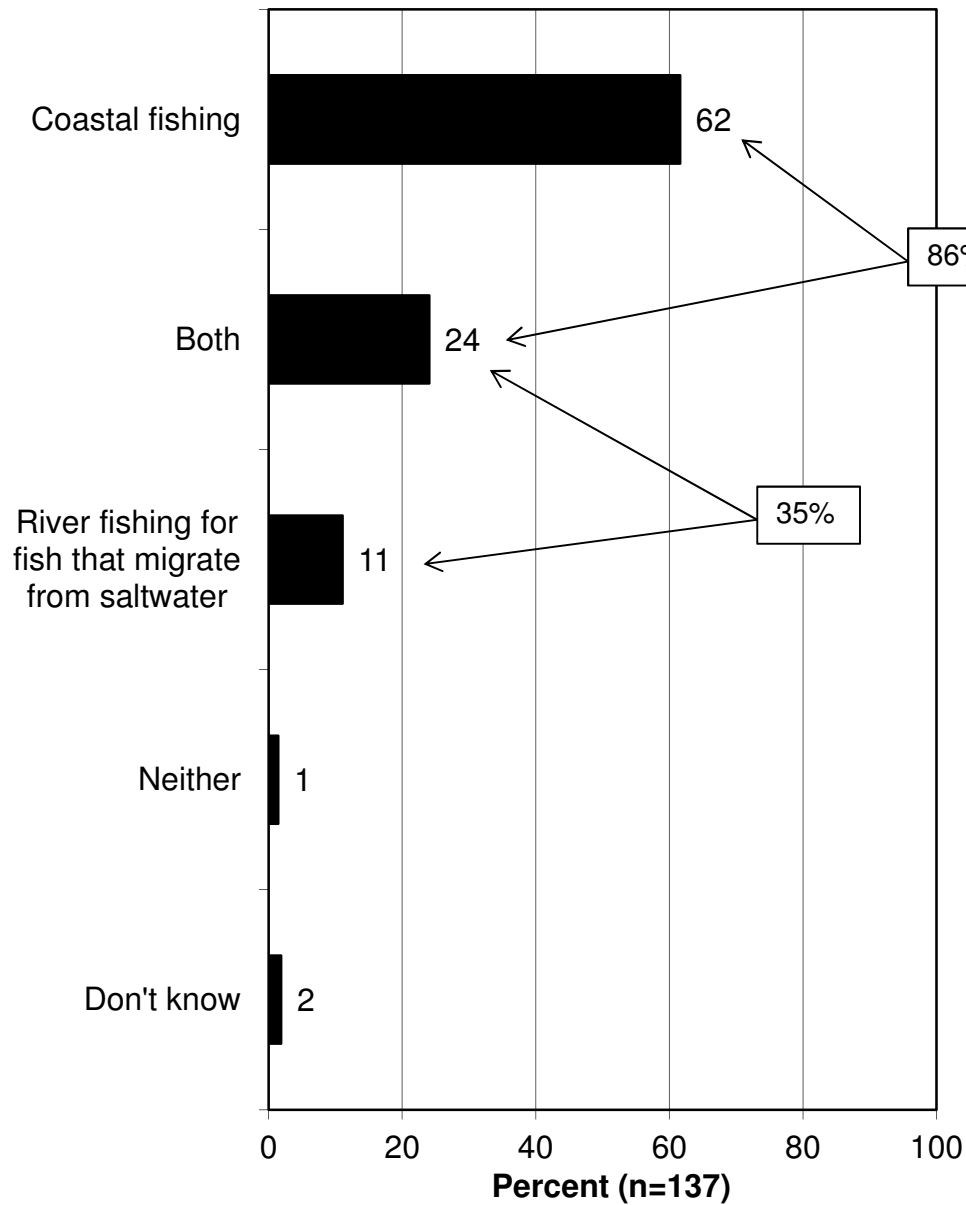 Coastal fishing
62
86%
Both
24
35%
River fishing for
fish that migrate
from saltwater
11
Neither
1
Don't know
2
0 20 40 60 80 100
Percent (n=137)